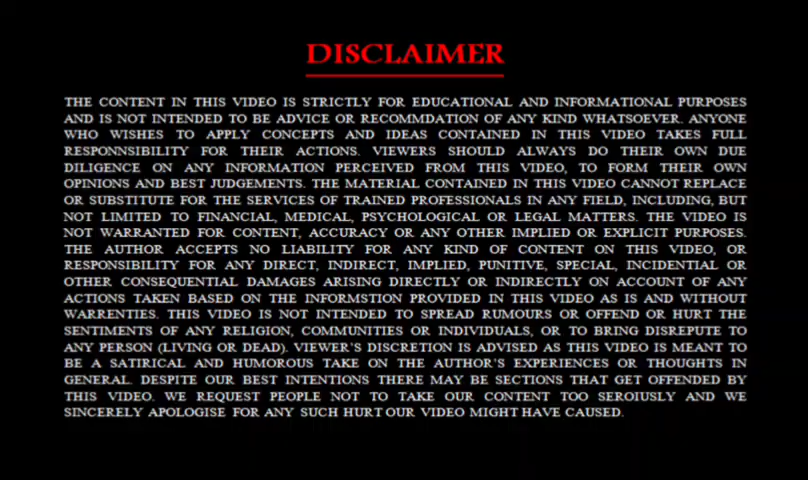 DISCLAIMER
THE CONTENT IN THIS VIDEO IS STRICTLY FOR EDUCATIONAL AND INFORMATIONAL PURPOSES
AND IS NOT INTENDED TO BE ADVICE OR RECOMMDATION OF ANY KIND WHATSOEVER. ANYONE
WHO WISHES TO APPLY CONCEPTS AND IDEAS CONTAINED IN THIS VIDEO TAKES FULL
RESPONNSIBILITY FOR THEIR ACTIONS. VIEWERS SHOULD ALWAYS DO THEIR OWN DUE
DILIGENCE ON ANY INFORMATION PERCEIVED FROM THIS VIDEO, TO FORM THEIR OWN
OPINIONS AND BEST JUDGEMENTS. THE MATERIAL CONTAINED IN THIS VIDEO CANNOT REPLACE
OR SUBSTITUTE FOR THE SERVICES OF TRAINED PROFESSIONALS IN ANY FIELD, INCLUDING, BUT
NOT LIMITED TO FINANCIAL, MEDICAL, PSYCHOLOGICAL OR LEGAL MATTERS. THE VIDEO IS
NOT WARRANTED FOR CONTENT, ACCURACY OR ANY OTHER IMPLIED OR EXPLICIT PURPOSES.
THE AUTHOR ACCEPTS NO LIABILITY FOR ANY KIND OF CONTENT ON THIS VIDEO, OR
RESPONSIBILITY FOR ANY DIRECT, INDIRECT, IMPLIED, PUNITIVE, SPECIAL, INCIDENTIAL OR
OTHER CONSEQUENTIAL DAMAGES ARISING DIRECTLY OR INDIRECTLY ON ACCOUNT OF ANY
ACTIONS TAKEN BASED ON THE INFORMSTION PROVIDED IN THIS VIDEO AS IS AND WITHOUT
WARRENTIES. THIS VIDEO IS NOT INTENDED TO SPREAD RUMOURS OR OFFEND OR HURT THE
SENTIMENTS OF ANY RELIGION, COMMUNITIES OR INDIVIDUALS, OR TO BRING DISREPUTE TO
ANY PERSON (LIVING OR DEAD). VIEWER'S DISCRETION IS ADVISED AS THIS VIDEO IS MEANT TO
BE A SATIRICAL AND HUMOROUS TAKE ON THE AUTHOR'S EXPERIENCES OR THOUGHTS IN
GENERAL. DESPITE OUR BEST INTENTIONS THERE MAY BE SECTIONS THAT GET OFFENDED BY
THIS VIDEO. WE REQUEST PEOPLE NOT TO TAKE OUR CONTENT TOO SEROIUSLY AND WE
SINCERELY APOLOGISE FOR ANY SUCH HURT OUR VIDEO MIGHT HAVE CAUSED.